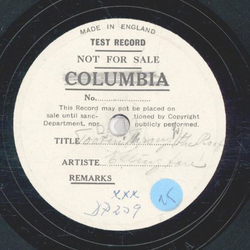 MADE IN ENGLAND
TEST RECORD
NOT FOR SALE
COLUMBIA
No.
This Record may not be placed on
sale until sanc- tioned by Copyright
Department, nor publicly performed.
TITLE
ARTISTE
REMARKS
xxx